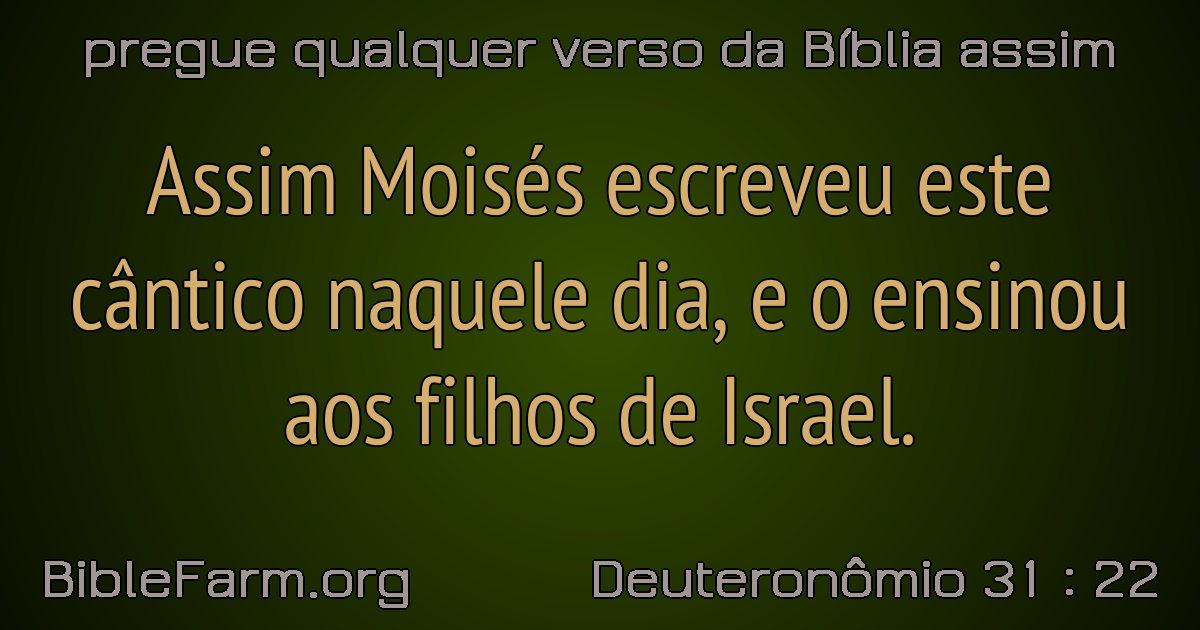 pregue qualquer verso da Bíblia assim
Assim Moisés escreveu este
cântico naquele dia, e o ensinou
aos filhos de Israel.
BibleFarm.org
Deuteronômio 31 : 22